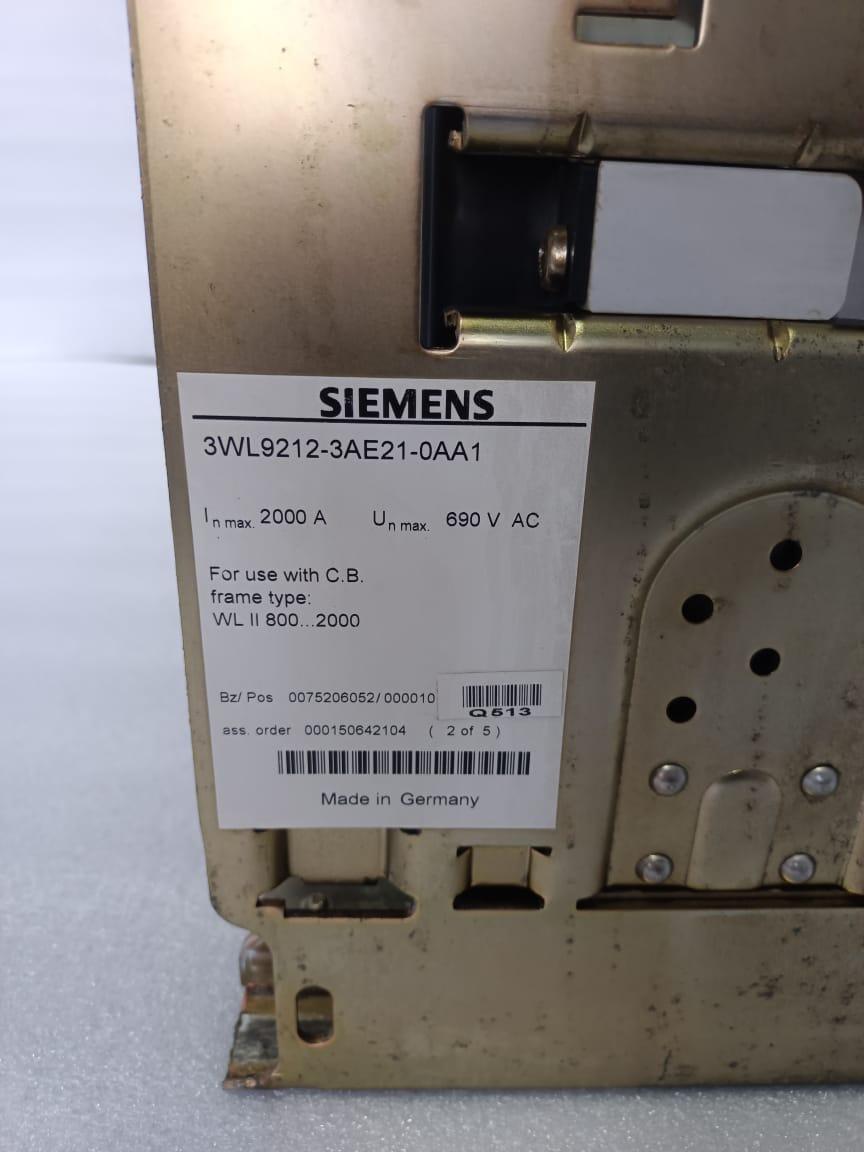 SIEMENS
3WL9212-3AE21-0AA1
In max. 2000 A Un max. 690 V AC
For use with C.B.
frame type:
WL II 800...2000
Bz/ Pos 0075206052/000010
Q513
ass. order 000150642104 ( 2 of 5 )
Made in Germany